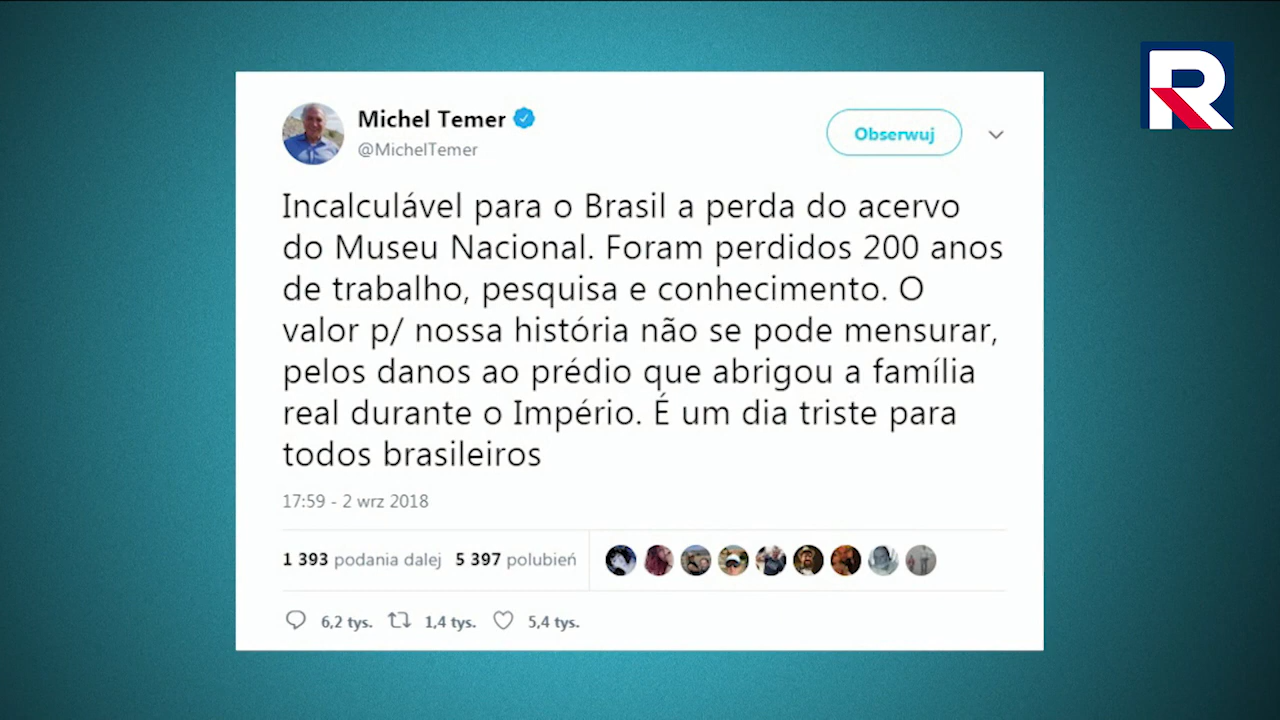 R
Michel Temer
@MichelTemer
Obserwuj
Incalculável para o Brasil a perda do acervo
do Museu Nacional. Foram perdidos 200 anos
de trabalho, pesquisa e conhecimento. O
valor p/ nossa história não se pode mensurar,
pelos danos ao prédio que abrigou a família
real durante o Império. É um dia triste para
todos brasileiros
17:59 - 2 wrz 2018
1 393 podania dalej 5 397 polubień
6,2 tys. 1,4 tys. 5,4 tys.